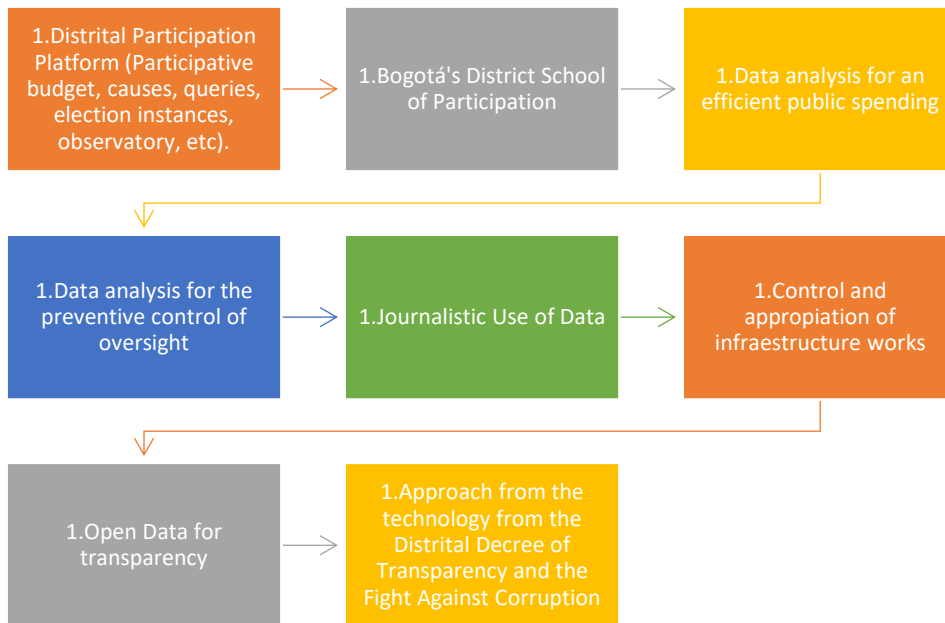 1.Distrital Participation
Platform (Participative
budget, causes, queries,
election instances,
observatory, etc).
1.Bogotá's District School
of Participation
1.Data analysis for an
efficient public spending
1.Data analysis for the
preventive control of
oversight
1.Journalistic Use of Data
1.Control and
appropiation of
infraestructure works
1.Open Data for
transparency
1.Approach from the
technology from the
Distrital Decree of
Transparency and the
Fight Against Corruption